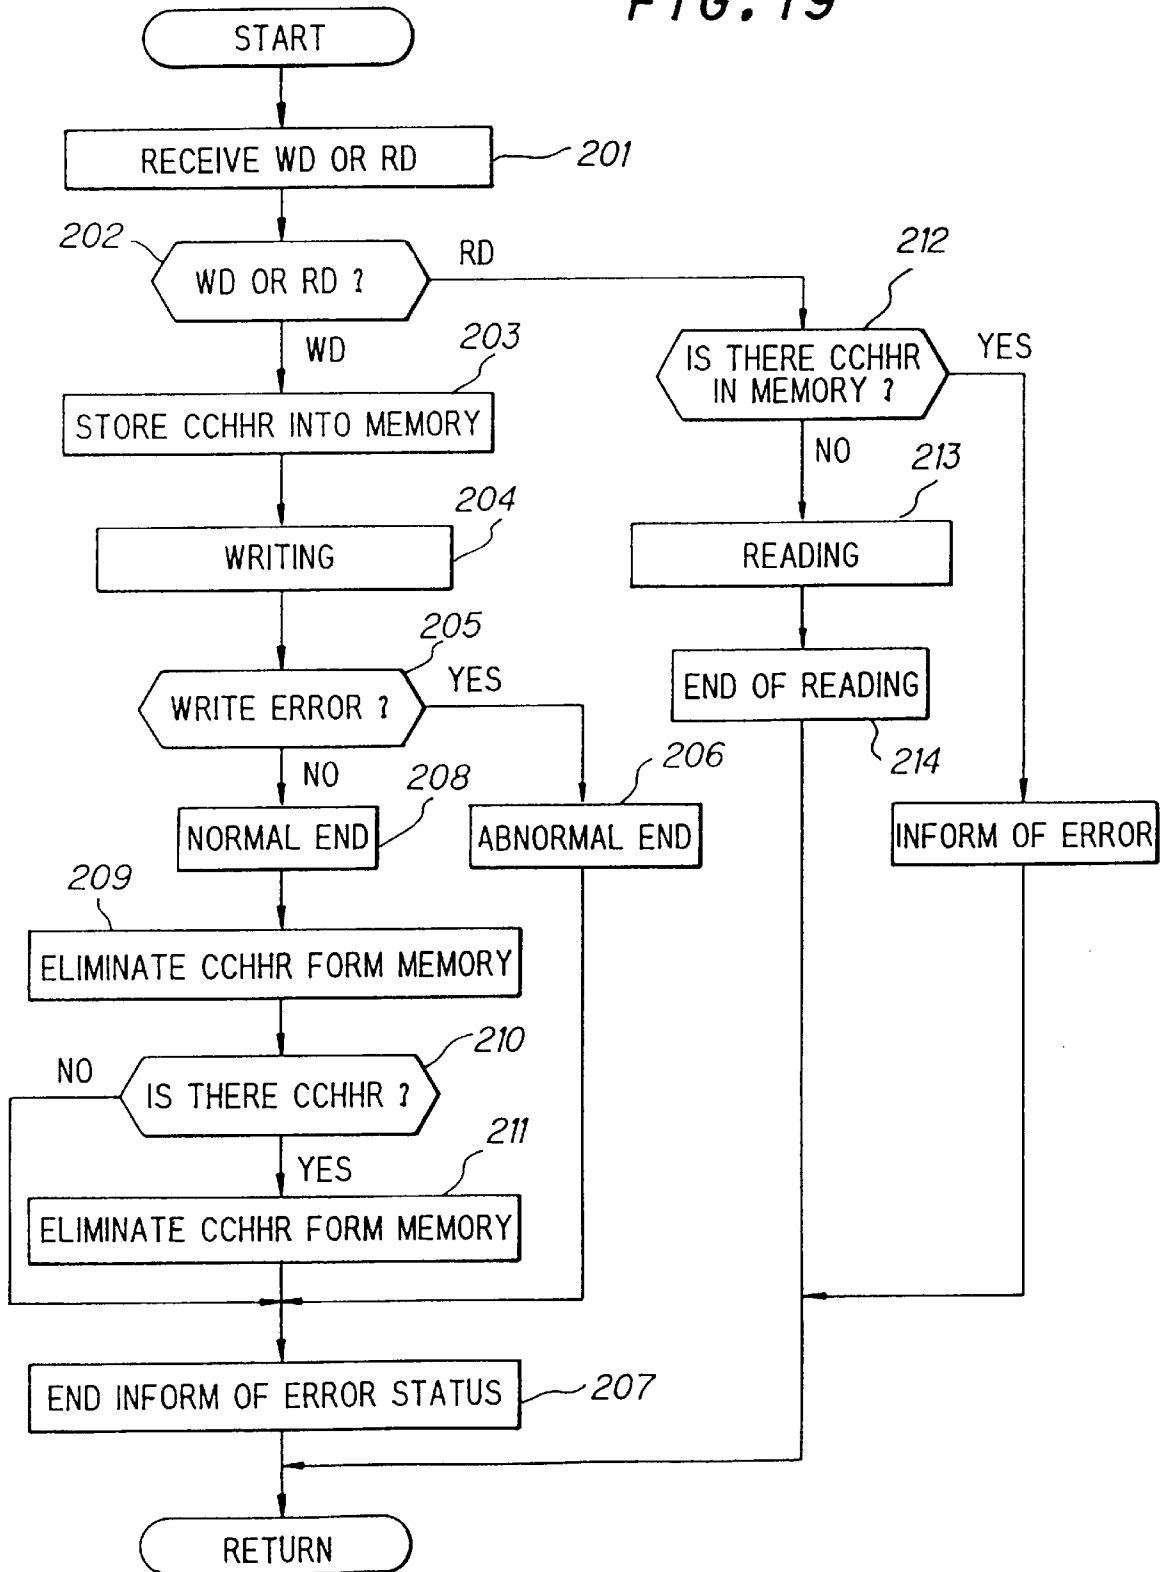 FIG. 19
START
RECEIVE WD OR RD
201
202
WD OR RD ?
RD
WD
203
STORE CCHHR INTO MEMORY
204
WRITING
205
WRITE ERROR ?
YES
NO
208
NORMAL END
206
ABNORMAL END
209
ELIMINATE CCHHR FORM MEMORY
210
NO
IS THERE CCHHR ?
YES
211
ELIMINATE CCHHR FORM MEMORY
END INFORM OF ERROR STATUS
207
RETURN
212
IS THERE CCHHR
IN MEMORY ?
YES
NO
213
READING
END OF READING
214
INFORM OF ERROR